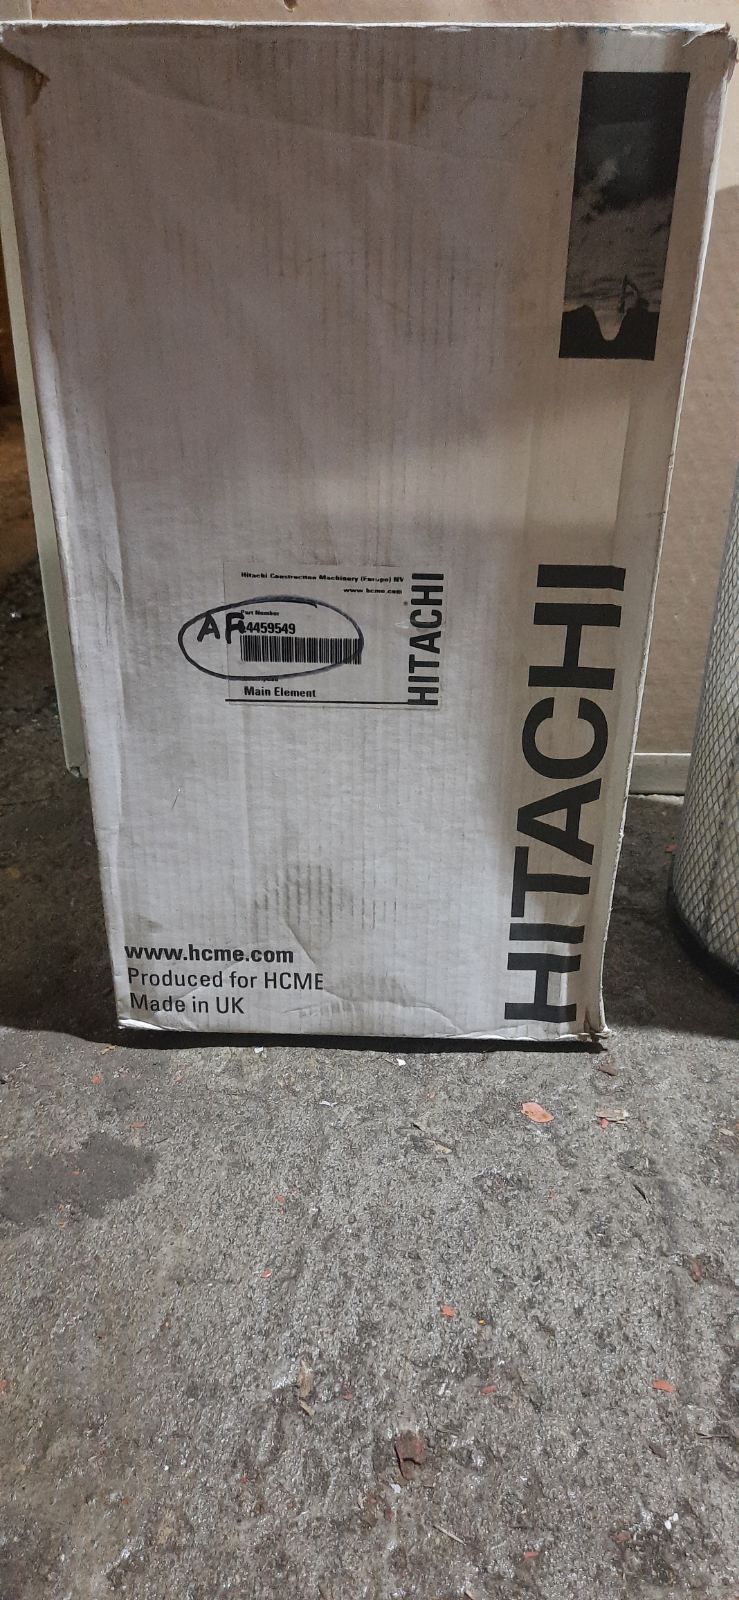 Hitachi Construction Machinery (Europe) NV
www.hcme.com
Part Number
4459549
AF
Main Element
HITACHI
HITACHI
www.hcme.com
Produced for HCME
Made in UK